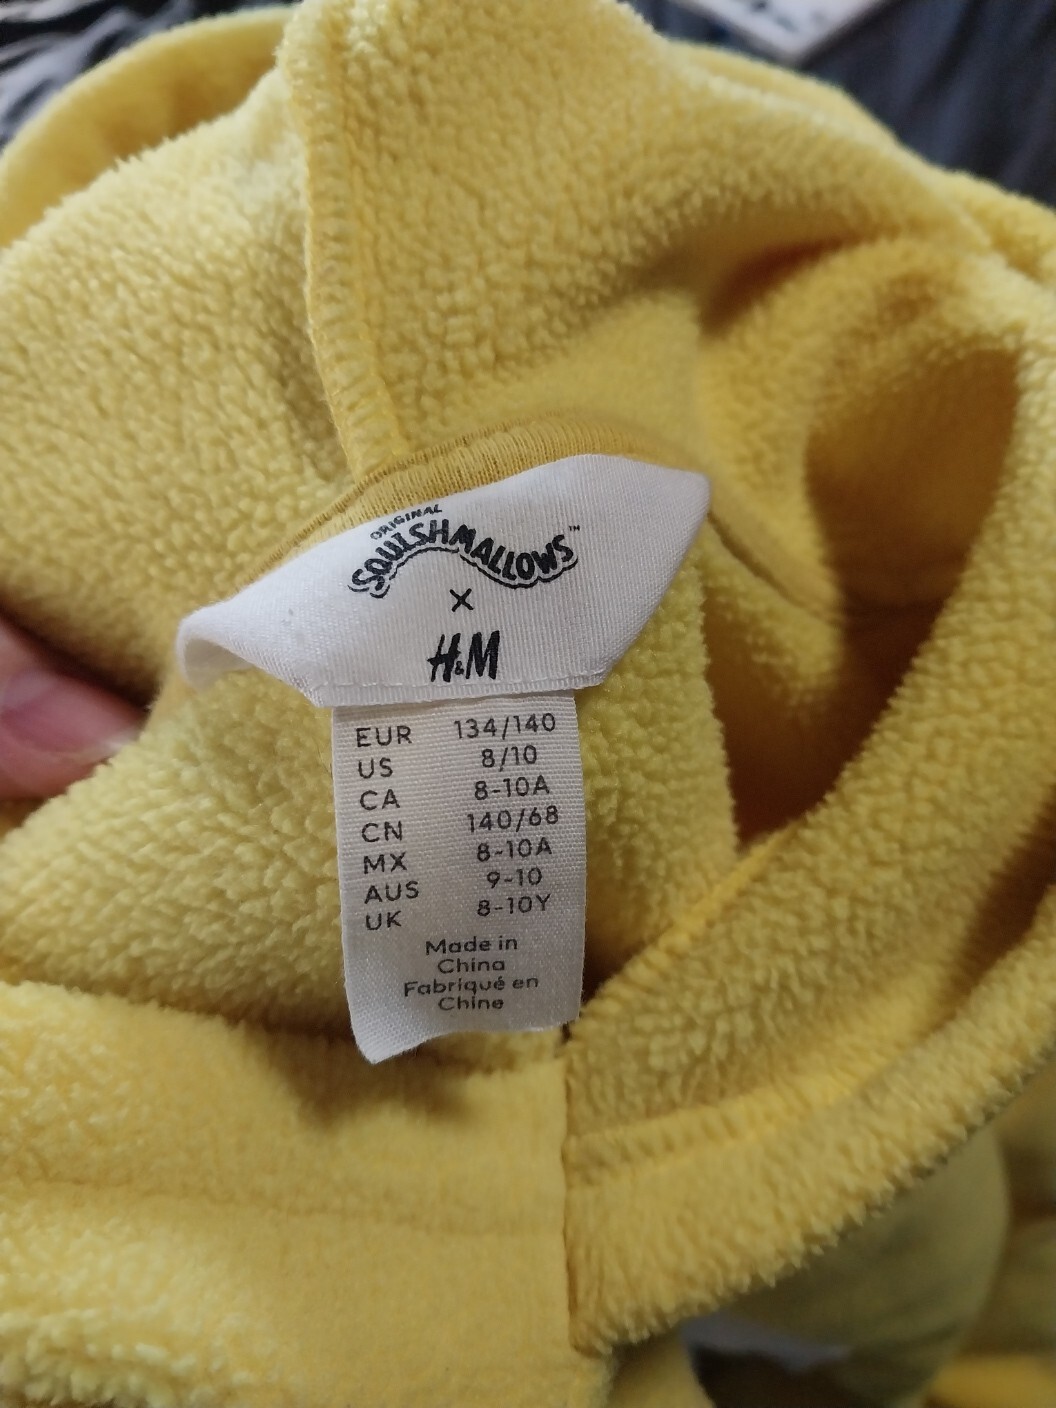 ORIGINAL
SQUISHMALLOWS™
X
H&M
EUR 134/140
US 8/10
CA 8-10A
CN 140/68
MX 8-10A
AUS 9-10
UK 8-10Y
Made in
China
Fabriqué en
Chine